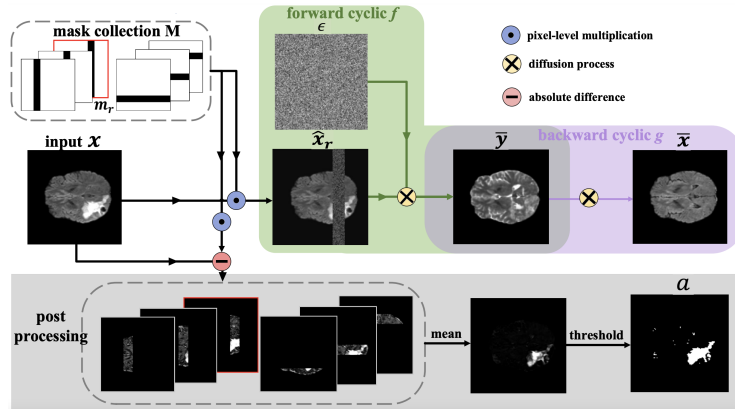 forward cyclic f
mask collection M
m_r
ϵ
pixel-level multiplication
diffusion process
absolute difference
input x
x̂_r
y̅
backward cyclic g
x̅
post
processing
mean
threshold
a